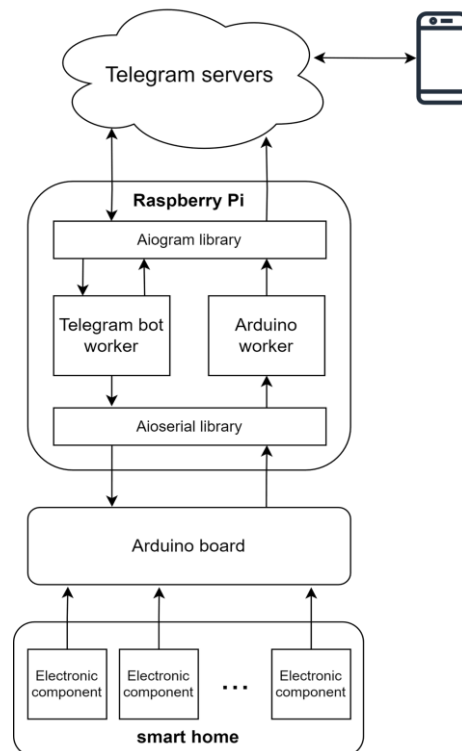 Telegram servers
Raspberry Pi
Aiogram library
Telegram bot
worker
Arduino
worker
Aioserial library
Arduino board
Electronic
component
Electronic
component
...
Electronic
component
smart home